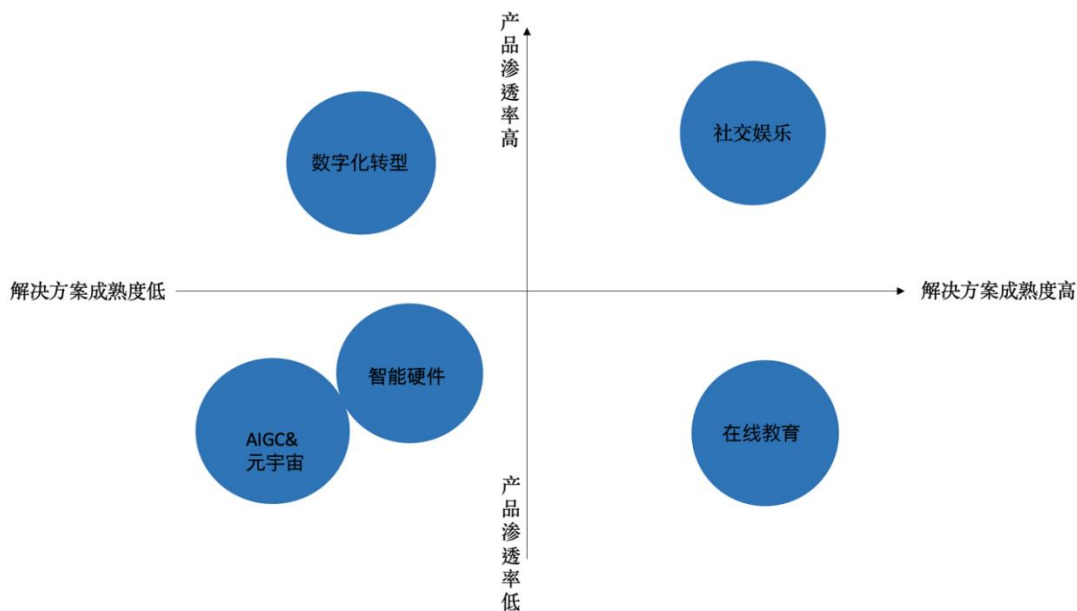 产品渗透率高
社交娱乐
数字化转型
解决方案成熟度低
解决方案成熟度高
智能硬件
AIGC&
元宇宙
在线教育
产品渗透率低